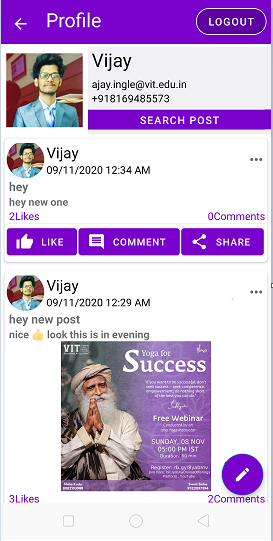 Profile
LOGOUT
Vijay
ajay.ingle@vit.edu.in
+918169485573
SEARCH POST
Vijay
09/11/2020 12:34 AM
hey
hey new one
2Likes
0Comments
LIKE
COMMENT
SHARE
Vijay
09/11/2020 12:29 AM
hey new post
nice 👍 look this is in evening
VIT
Yoga for
Success
Free Webinar
SUNDAY, 08 NOV
05:00 PM IST
3Likes
2Comments